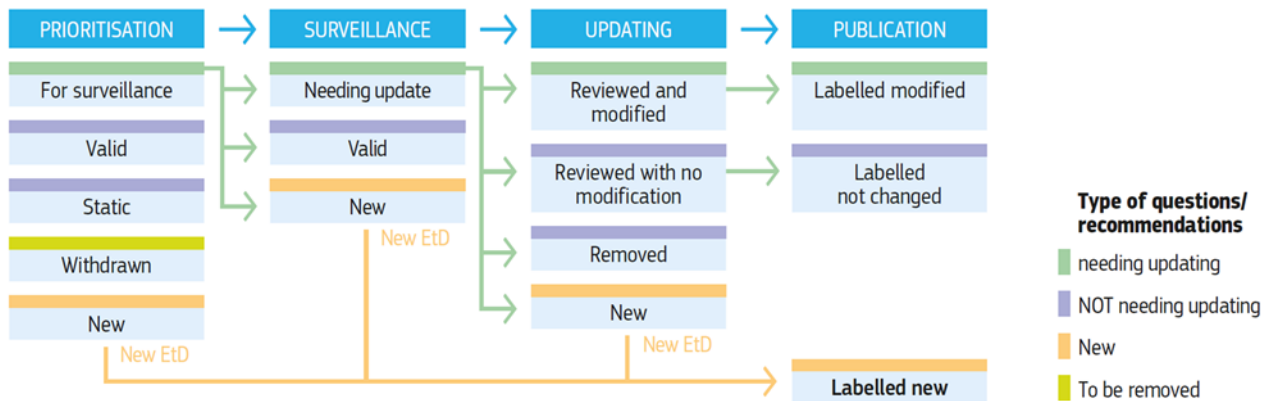 PRIORITISATION
SURVEILLANCE
UPDATING
PUBLICATION
For surveillance
Valid
Static
Withdrawn
New
New EtD
Needing update
Valid
New
New EtD
Reviewed and
modified
Reviewed with no
modification
Removed
New
New EtD
Labelled modified
Labelled
not changed
Labelled new
Type of questions/
recommendations
needing updating
NOT needing updating
New
To be removed